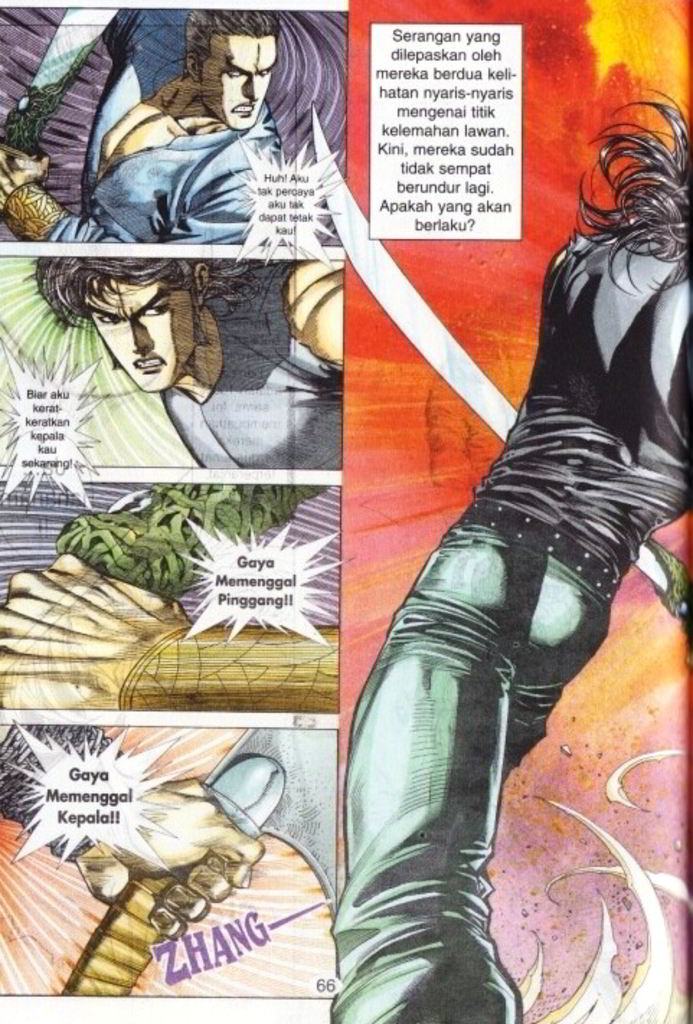 Serangan yang
dilepaskan oleh
mereka berdua keli-
hatan nyaris-nyaris
mengenai titik
kelemahan lawan.
Kini, mereka sudah
tidak sempat
berundur lagi.
Apakah yang akan
berlaku?
Huh! Aku
tak percaya
aku tak
dapat tetak
kau!
Biar aku
kerat-
keratkan
kepala
kau
sekarang!
Gaya
Memenggal
Pinggang!!
Gaya
Memenggal
Kepala!!
ZHANG
66